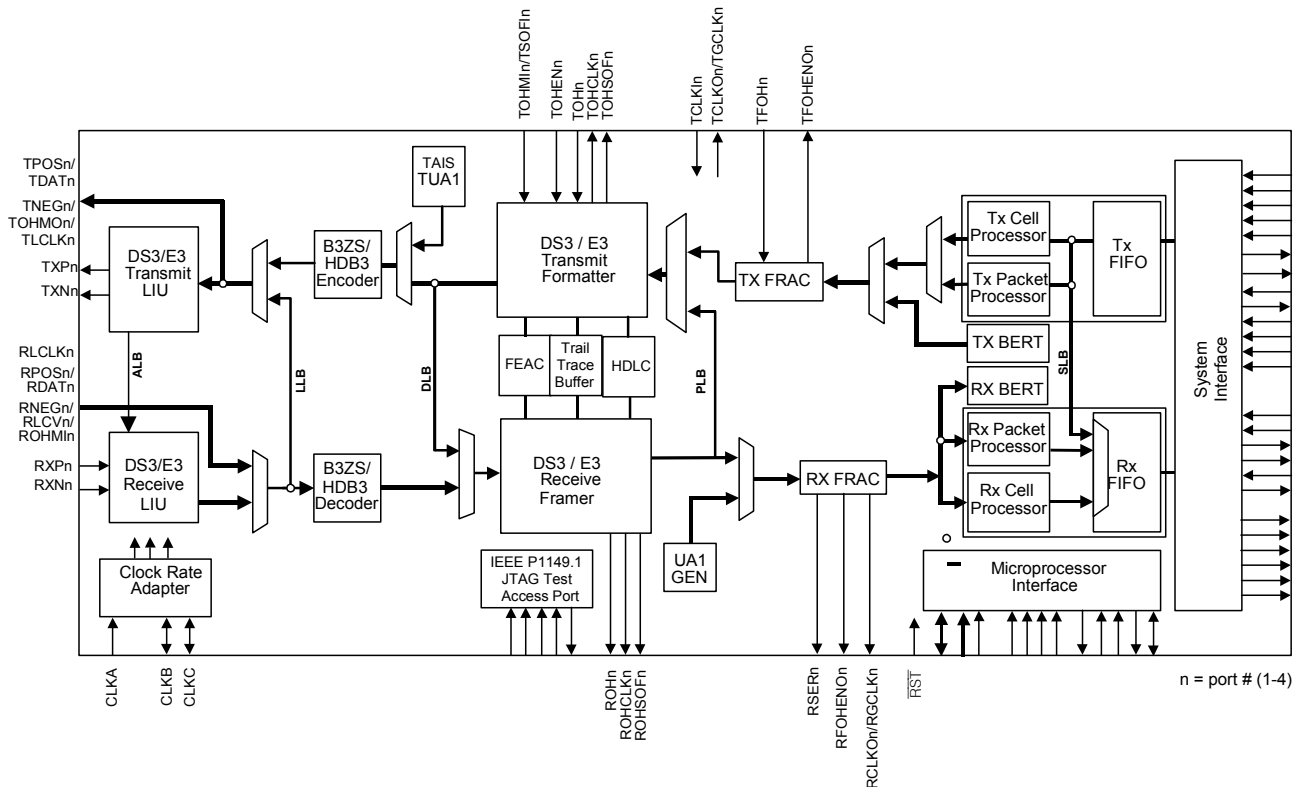 TOHMIn/TSOFIn
TOHENn
TOHn
TOHCLKn
TOHSOFn
TCLKIn
TCLKOn/TGCLKn
TFOHn
TFOHENOn
TPOSn/
TDATn
TNEGn/
TOHMOn/
TLCLKn
TXPn
TXNn
RLCLKn
RPOSn/
RDATn
RNEGn/
RLCVn/
ROHMIn
RXPn
RXNn
DS3/E3
Transmit
LIU
ALB
DS3/E3
Receive
LIU
Clock Rate
Adapter
LLB
TAIS
TUA1
B3ZS/
HDB3
Encoder
B3ZS/
HDB3
Decoder
DLB
DS3 / E3
Transmit
Formatter
FEAC
Trail
Trace
Buffer
HDLC
DS3 / E3
Receive
Framer
IEEE P1149.1
JTAG Test
Access Port
PLB
UA1
GEN
TX FRAC
RX FRAC
Tx Cell
Processor
Tx Packet
Processor
Tx
FIFO
TX BERT
RX BERT
SLB
Rx Packet
Processor
Rx Cell
Processor
Rx
FIFO
System
Interface
Microprocessor
Interface
CLKA
CLKB
CLKC
ROHn
ROHCLKn
ROHSOFn
RSERn
RFOHENOn
RCLKOn/RGCLKn
RST
n = port # (1-4)